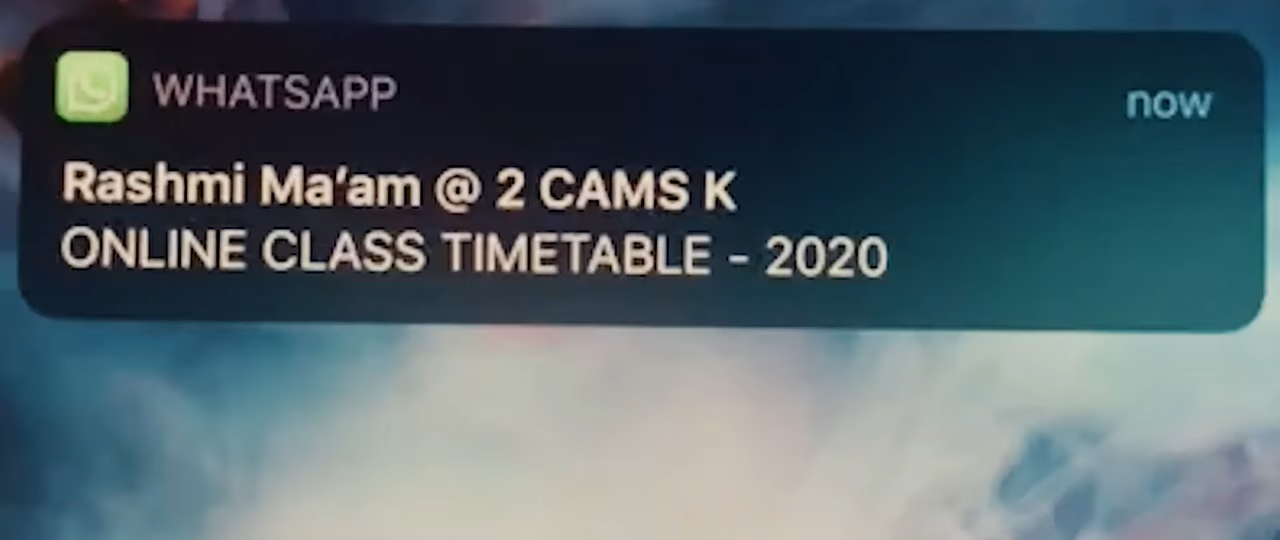 WHATSAPP
now
Rashmi Ma‘am @ 2 CAMS K
ONLINE CLASS TIMETABLE - 2020